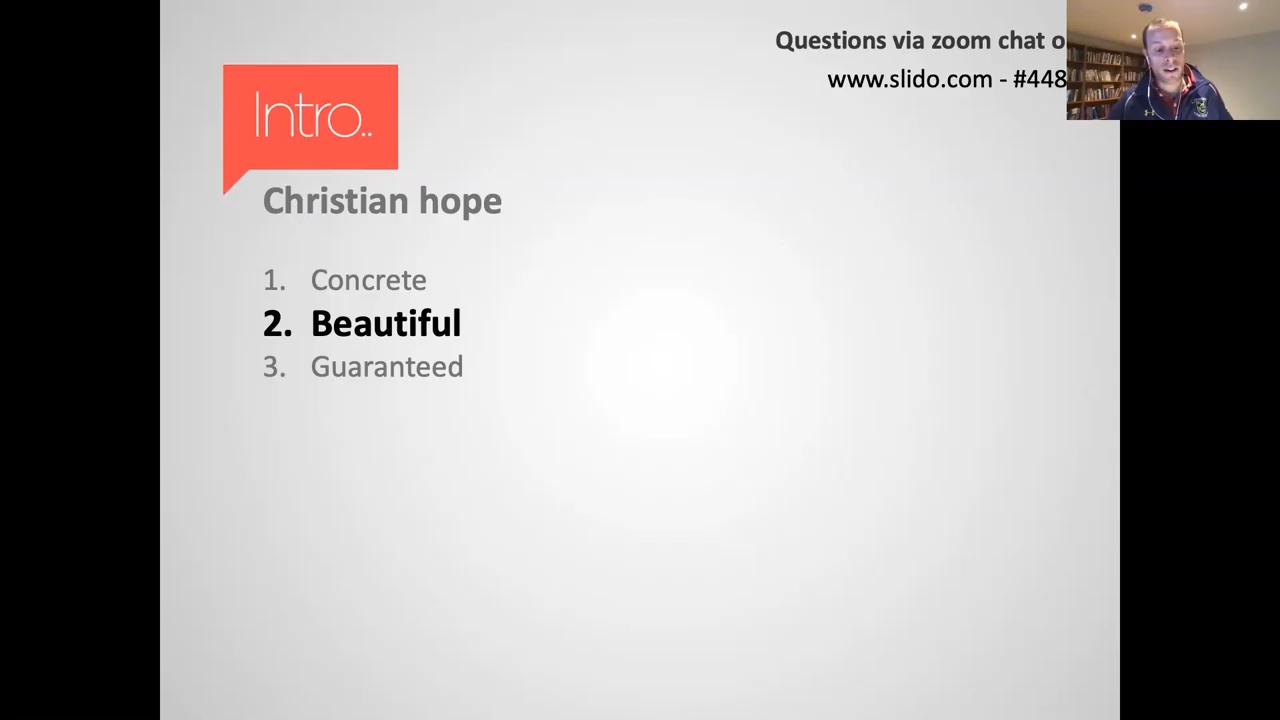 Questions via zoom chat o
www.slido.com - #448
Intro..
Christian hope
1. Concrete
2. Beautiful
3. Guaranteed